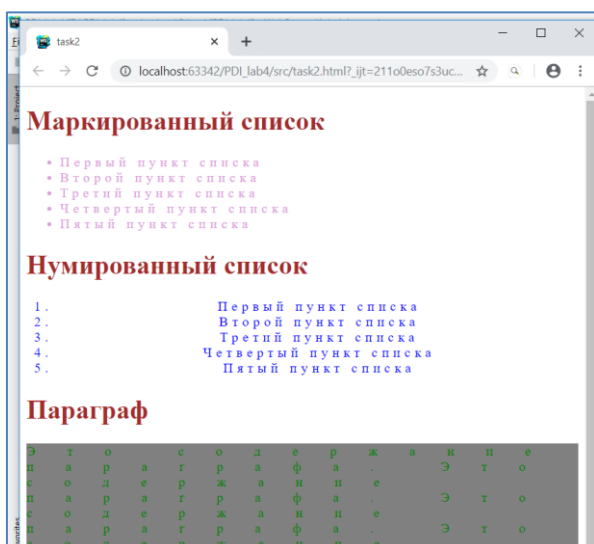 task2
localhost:63342/PDI_lab4/src/task2.html?_ijt=211o0eso7s3uc...
1: Project
Маркированный список
• Первый пункт списка
• Второй пункт списка
• Третий пункт списка
• Четвертый пункт списка
• Пятый пункт списка
Нумированный список
1. Первый пункт списка
2. Второй пункт списка
3. Третий пункт списка
4. Четвертый пункт списка
5. Пятый пункт списка
Параграф
Это содержание
параграфа. Это
содержание
параграфа. Это
содержание
параграфа. Это
содержание